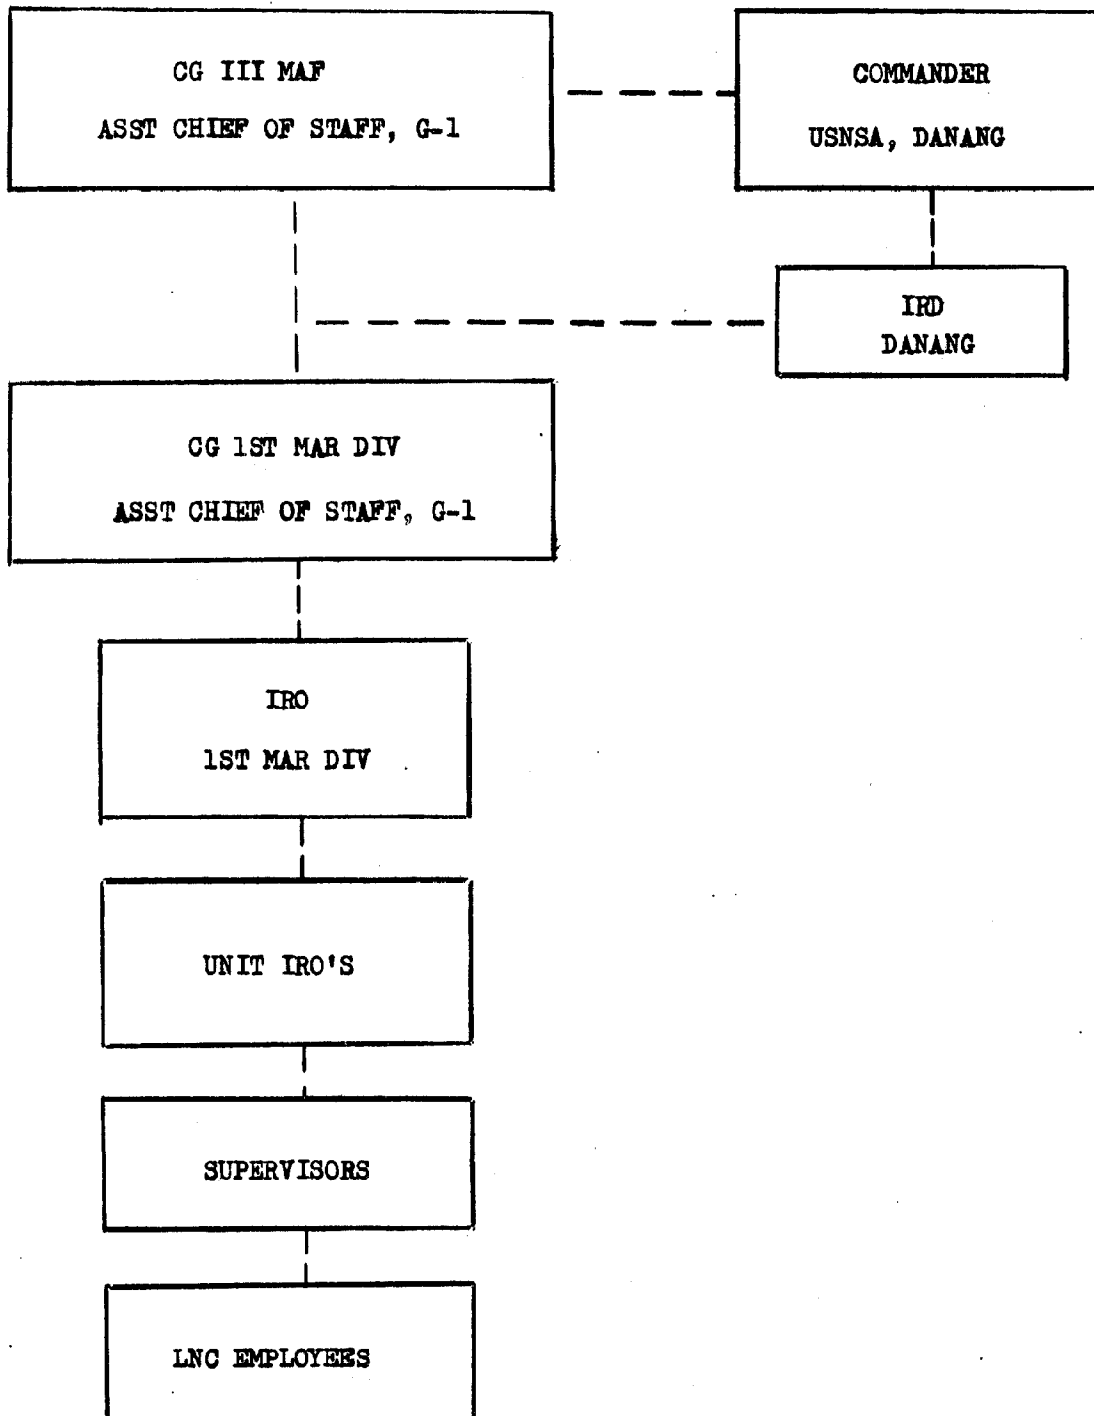 CG III MAF
ASST CHIEF OF STAFF, G-1
COMMANDER
USNSA, DANANG
IRD
DANANG
CG 1ST MAR DIV
ASST CHIEF OF STAFF, G-1
IRO
1ST MAR DIV
UNIT IRO'S
SUPERVISORS
LNC EMPLOYEES